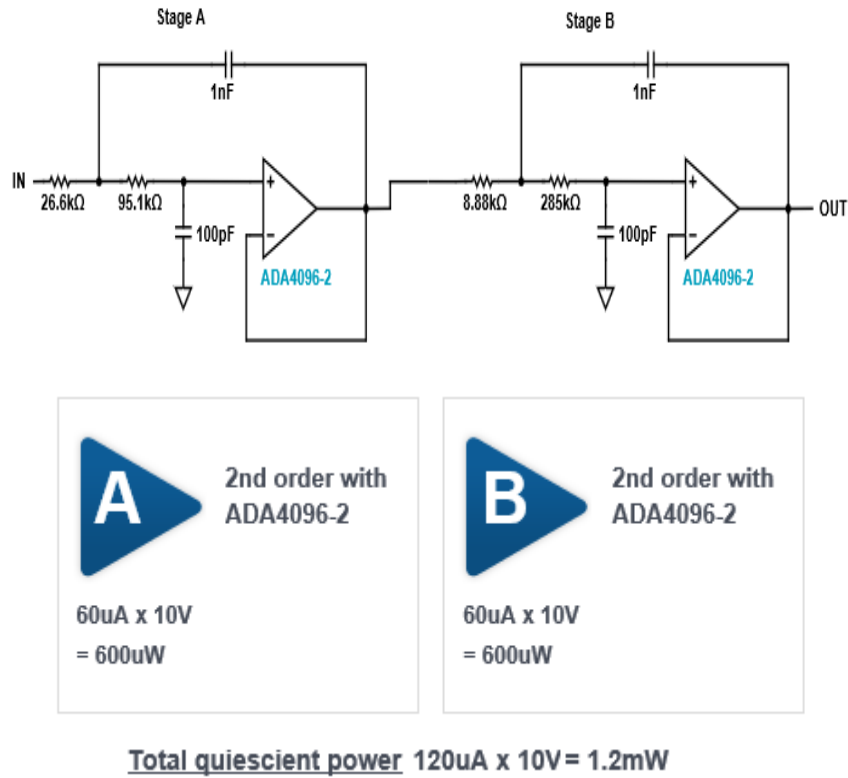 Stage A
Stage B
1nF
1nF
IN
26.6kΩ
95.1kΩ
+
8.88kΩ
285kΩ
+
OUT
100pF
-
100pF
-
ADA4096-2
ADA4096-2
A
2nd order with
ADA4096-2
60uA x 10V
= 600uW
B
2nd order with
ADA4096-2
60uA x 10V
= 600uW
Total quiescent power 120uA x 10V = 1.2mW